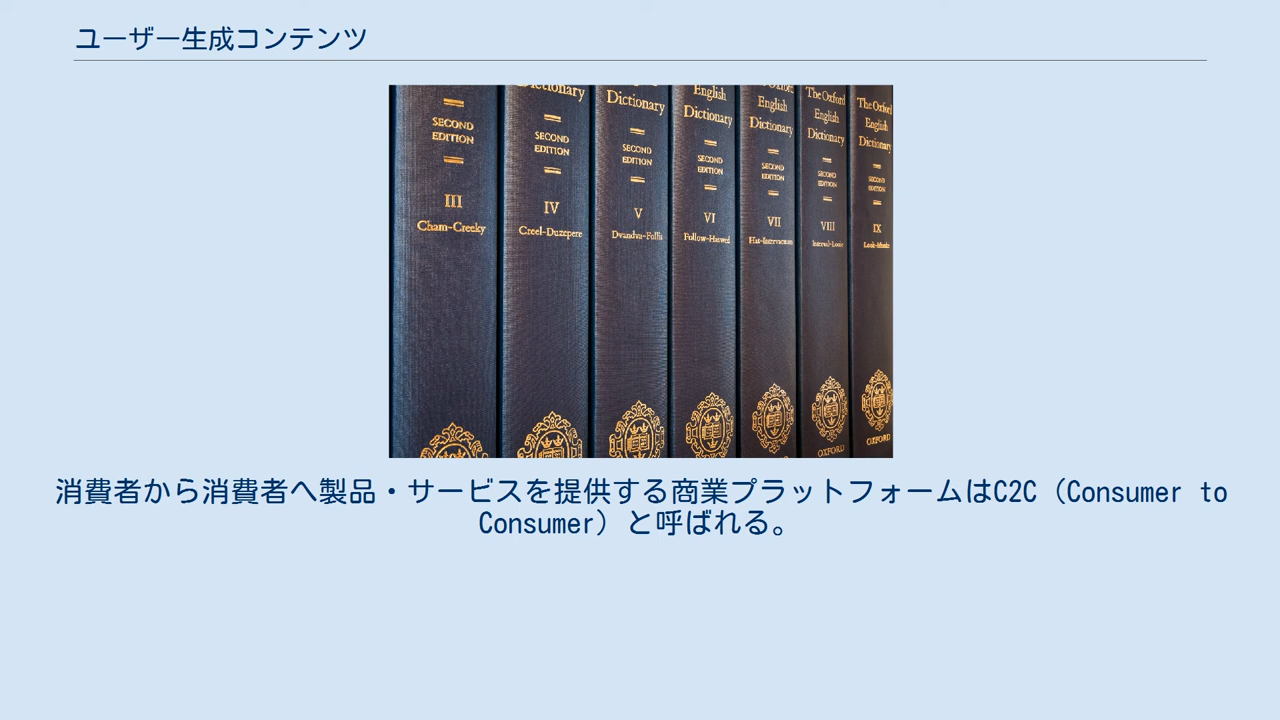 ユーザー生成コンテンツ
Dictionary
SECOND
EDITION
III
Cham-Creeky
SECOND
EDITION
IV
Creel-Duzepere
Dictionary
SECOND
EDITION
V
Dvandva-Follis
English
Dictionary
SECOND
EDITION
VI
Follow-Haswed
English
Dictionary
SECOND
EDITION
VII
The Oxford
English
Dictionary
SECOND
EDITION
VIII
OXFORD
The Oxford
English
Dictionary
SECOND
EDITION
IX
OXFORD
消費者から消費者へ製品・サービスを提供する商業プラットフォームはC2C（Consumer to
Consumer）と呼ばれる。